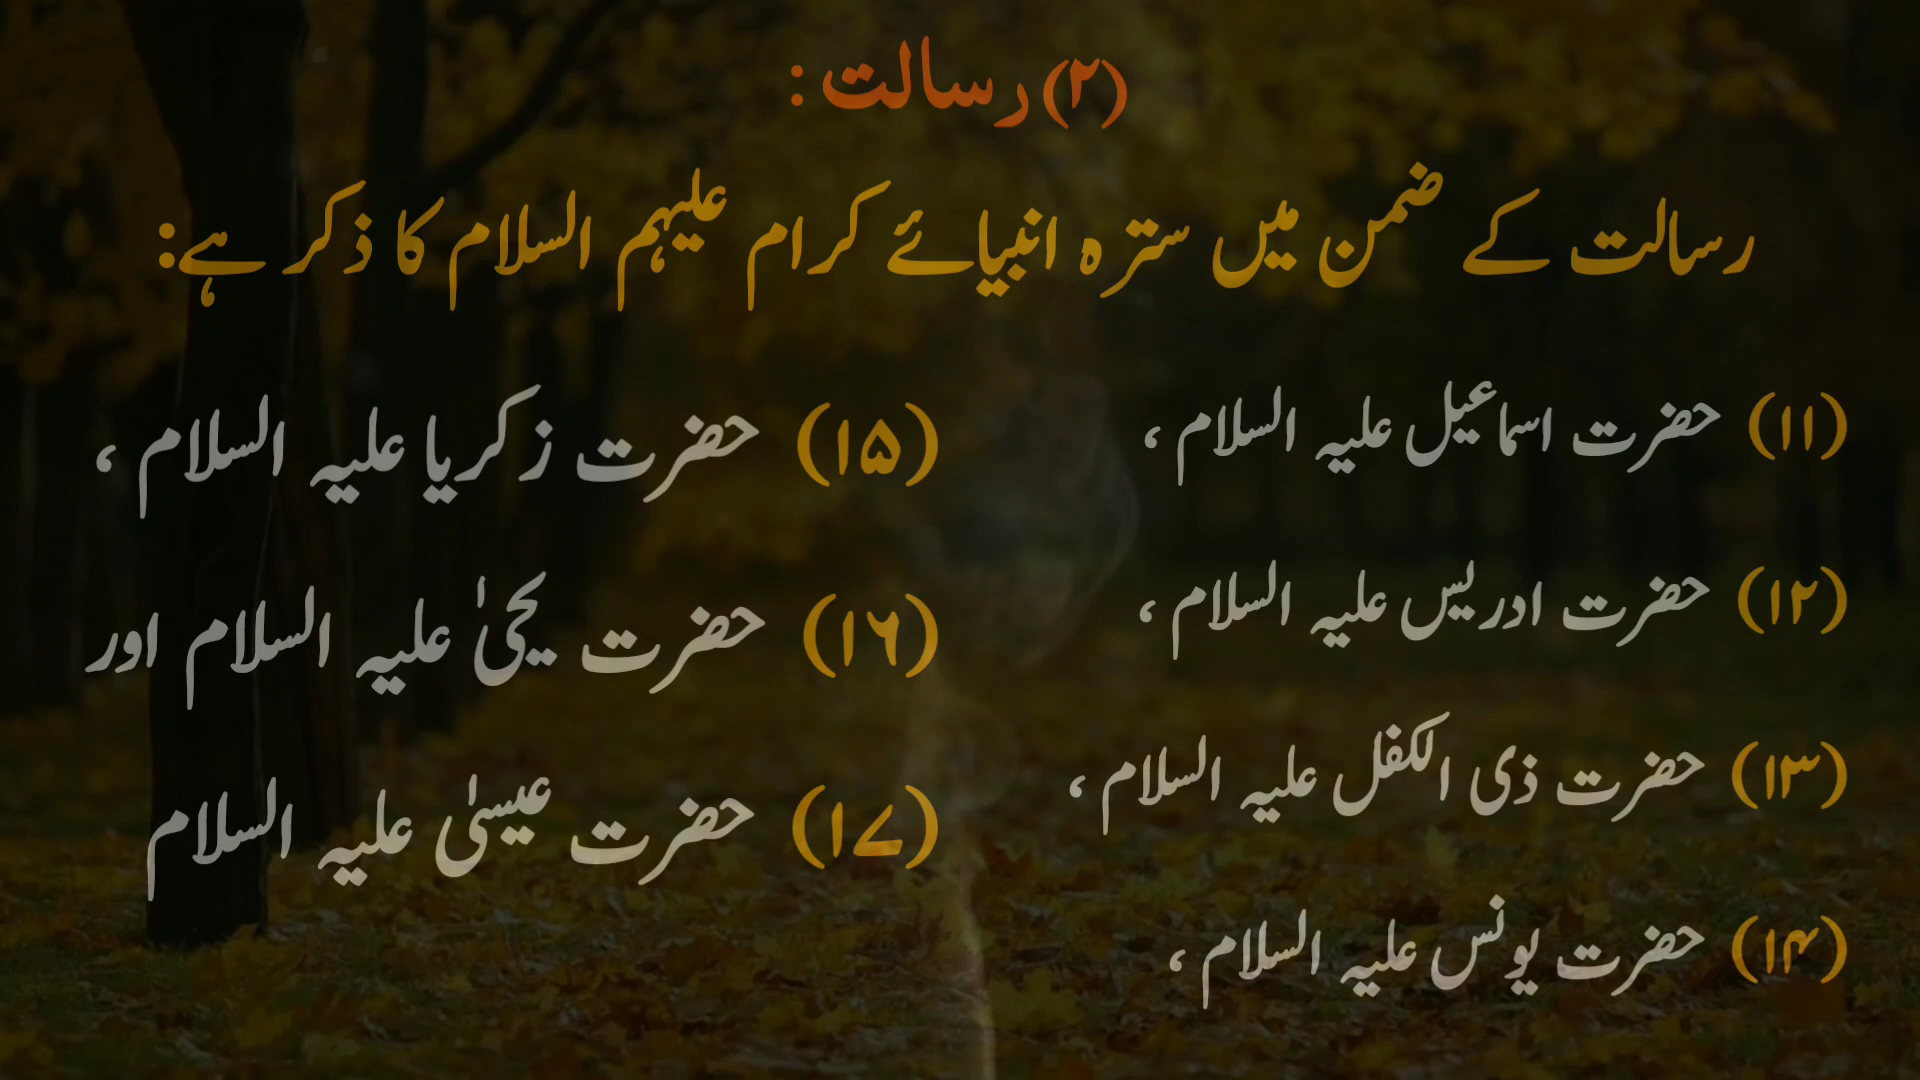 (۲) رسالت :
رسالت کے ضمن میں سترہ انبیائے کرام علیہم السلام کا ذکر ہے:
(۱۱) حضرت اسماعیل علیہ السلام ،
(۱۲) حضرت ادریس علیہ السلام ،
(۱۳) حضرت ذی الکفل علیہ السلام ،
(۱۴) حضرت یونس علیہ السلام ،
(۱۵) حضرت زکریا علیہ السلام ،
(۱۶) حضرت یحیٰی علیہ السلام اور
(۱۷) حضرت عیسیٰ علیہ السلام